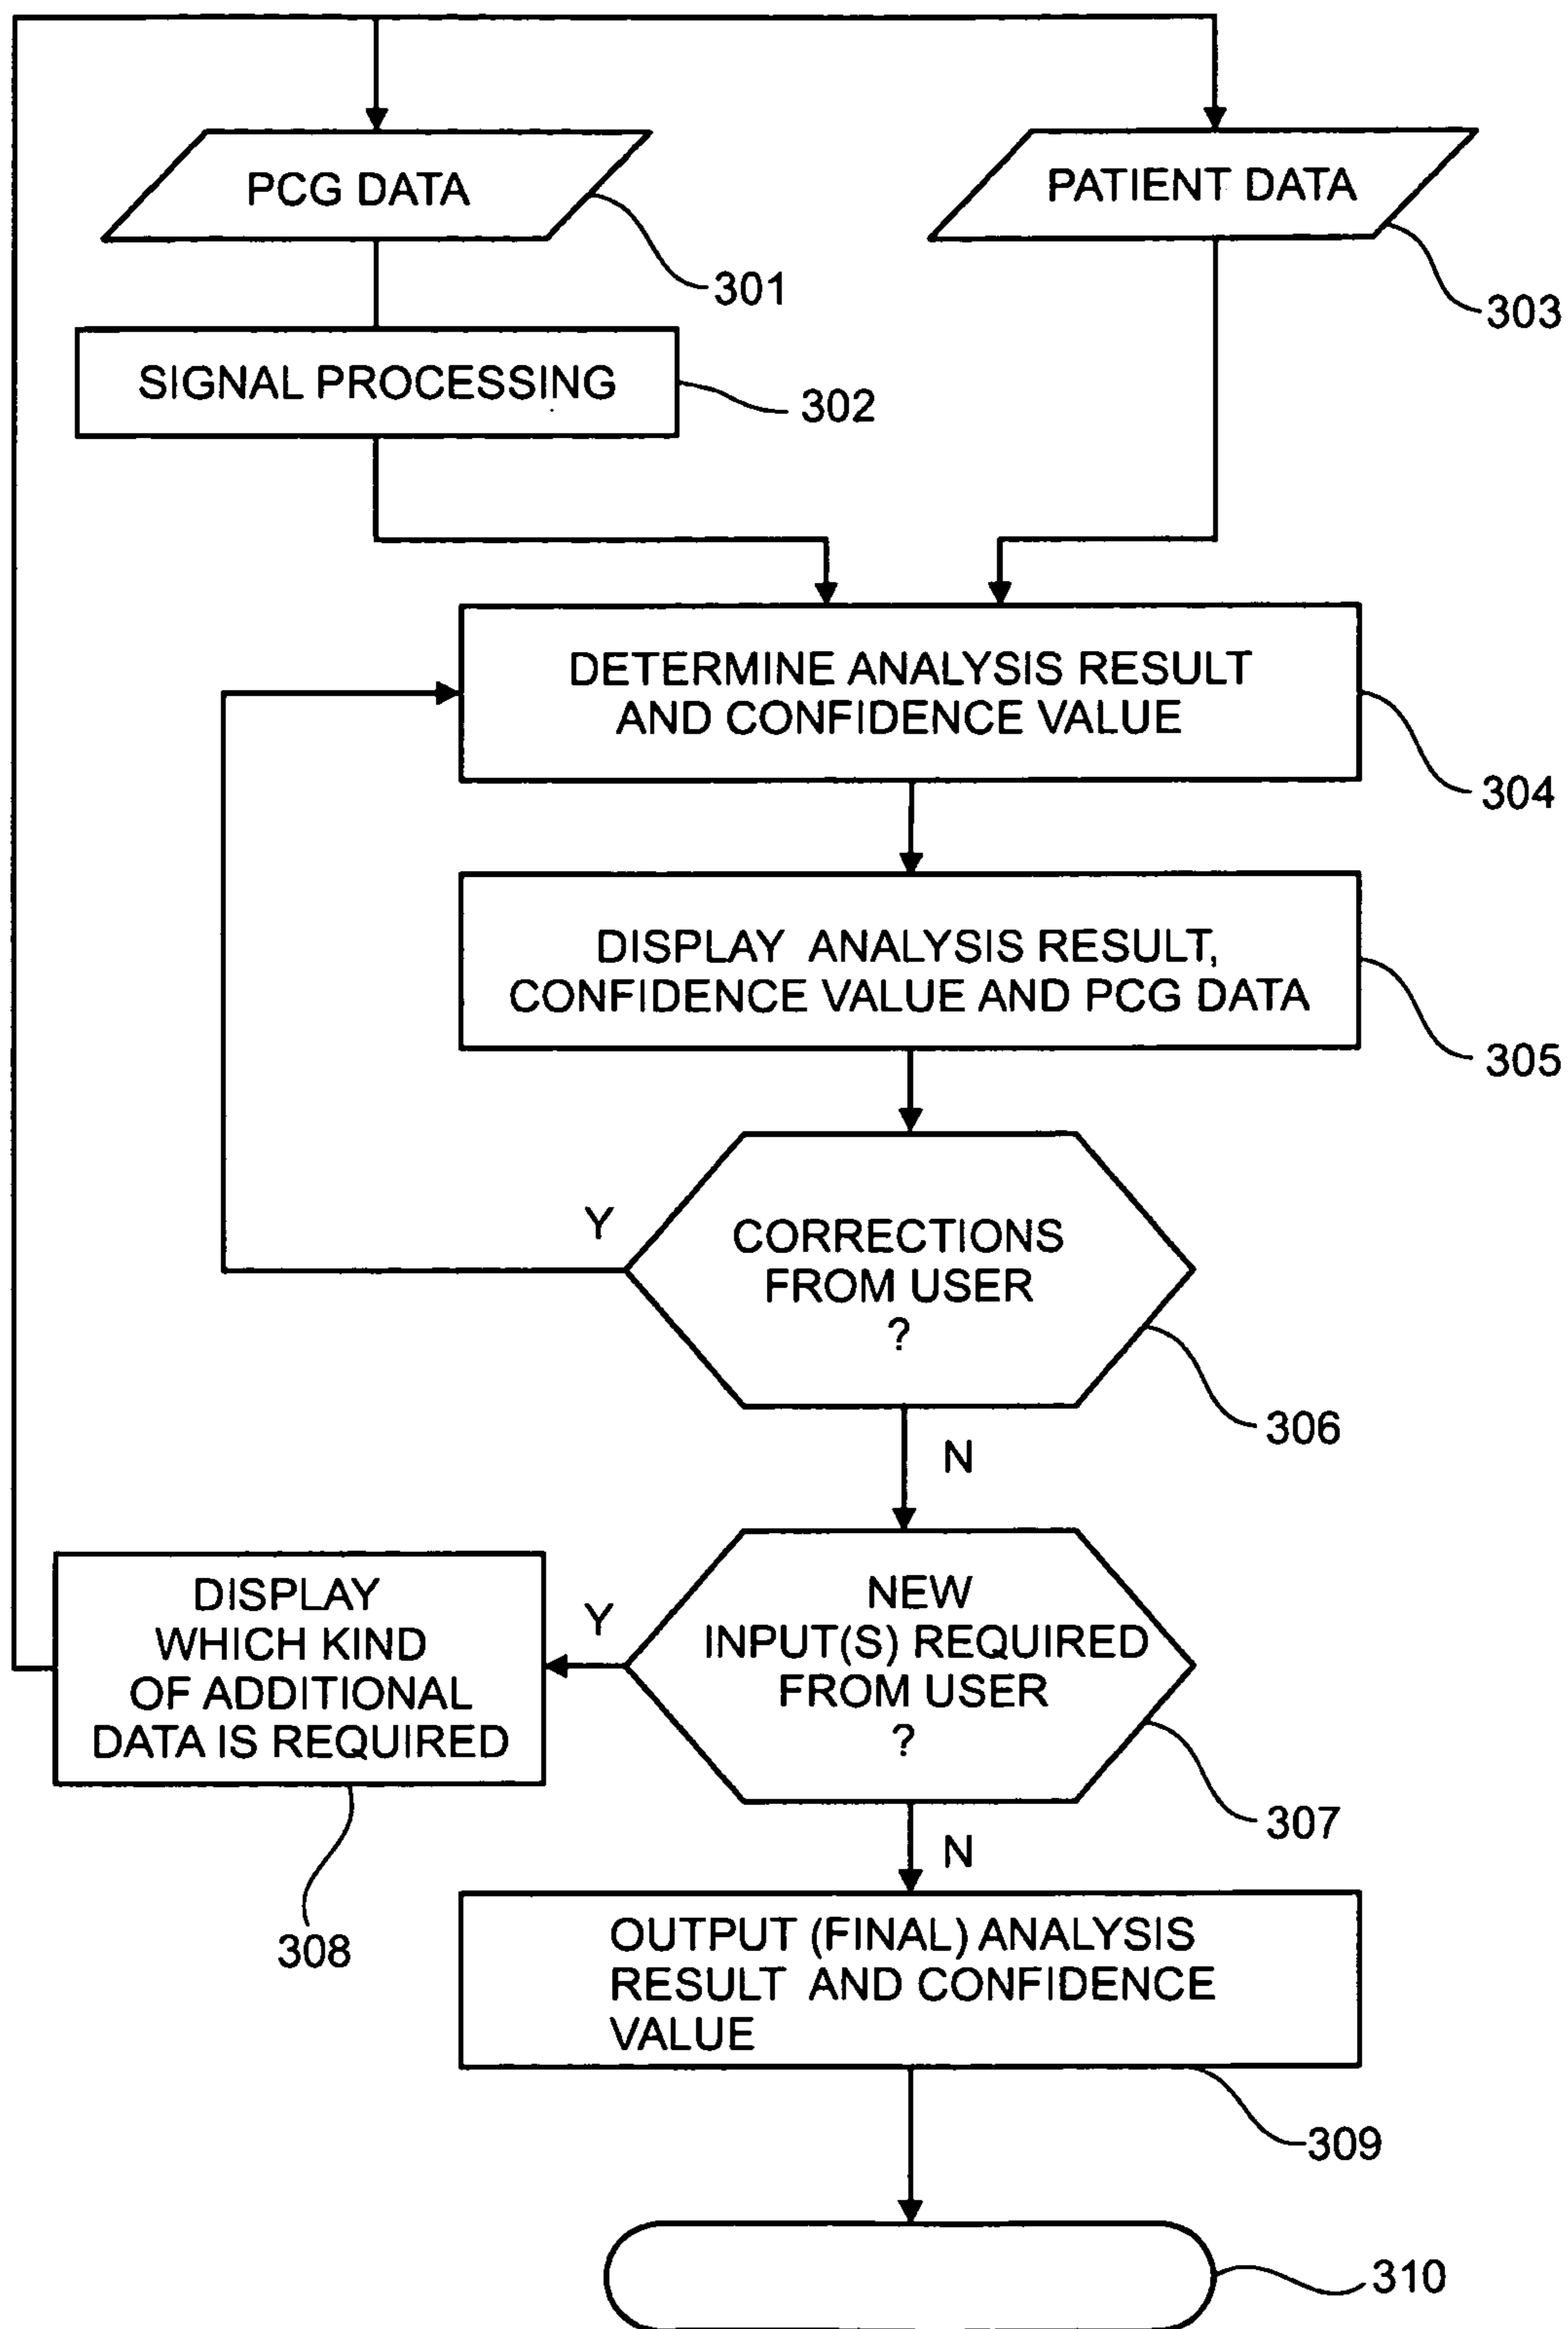 PCG DATA
PATIENT DATA
301
303
SIGNAL PROCESSING
302
DETERMINE ANALYSIS RESULT
AND CONFIDENCE VALUE
304
DISPLAY ANALYSIS RESULT,
CONFIDENCE VALUE AND PCG DATA
305
Y
CORRECTIONS
FROM USER
?
306
N
DISPLAY
WHICH KIND
OF ADDITIONAL
DATA IS REQUIRED
308
Y
NEW
INPUT(S) REQUIRED
FROM USER
?
307
N
OUTPUT (FINAL) ANALYSIS
RESULT AND CONFIDENCE
VALUE
309
310